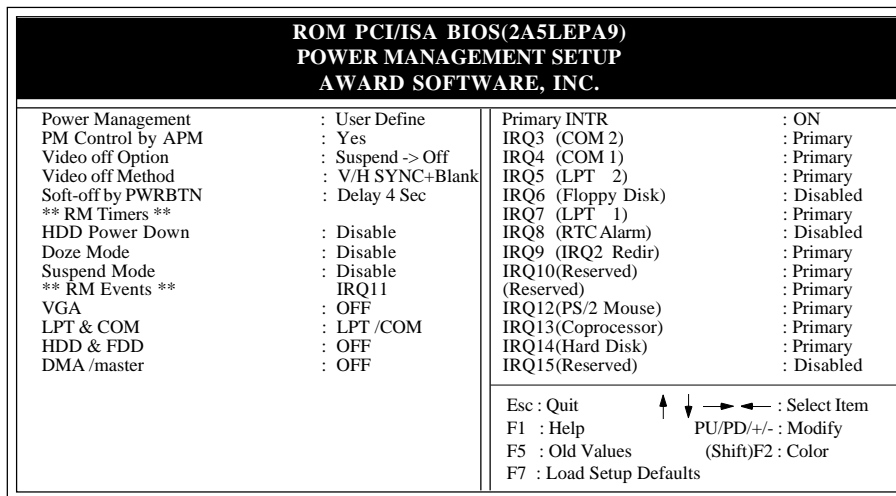 ROM PCI/ISA BIOS(2A5LEPA9)
POWER MANAGEMENT SETUP
AWARD SOFTWARE, INC.
Power Management : User Define
PM Control by APM : Yes
Video off Option : Suspend -> Off
Video off Method : V/H SYNC+Blank
Soft-off by PWRBTN : Delay 4 Sec
** RM Timers **
HDD Power Down : Disable
Doze Mode : Disable
Suspend Mode : Disable
** RM Events ** IRQ11
VGA : OFF
LPT & COM : LPT /COM
HDD & FDD : OFF
DMA /master : OFF
Primary INTR : ON
IRQ3 (COM 2) : Primary
IRQ4 (COM 1) : Primary
IRQ5 (LPT 2) : Primary
IRQ6 (Floppy Disk) : Disabled
IRQ7 (LPT 1) : Primary
IRQ8 (RTC Alarm) : Disabled
IRQ9 (IRQ2 Redir) : Primary
IRQ10(Reserved) : Primary
(Reserved) : Primary
IRQ12(PS/2 Mouse) : Primary
IRQ13(Coprocessor) : Primary
IRQ14(Hard Disk) : Primary
IRQ15(Reserved) : Disabled
Esc : Quit ↑ ↓ → ← : Select Item
F1 : Help PU/PD/+/- : Modify
F5 : Old Values (Shift)F2 : Color
F7 : Load Setup Defaults